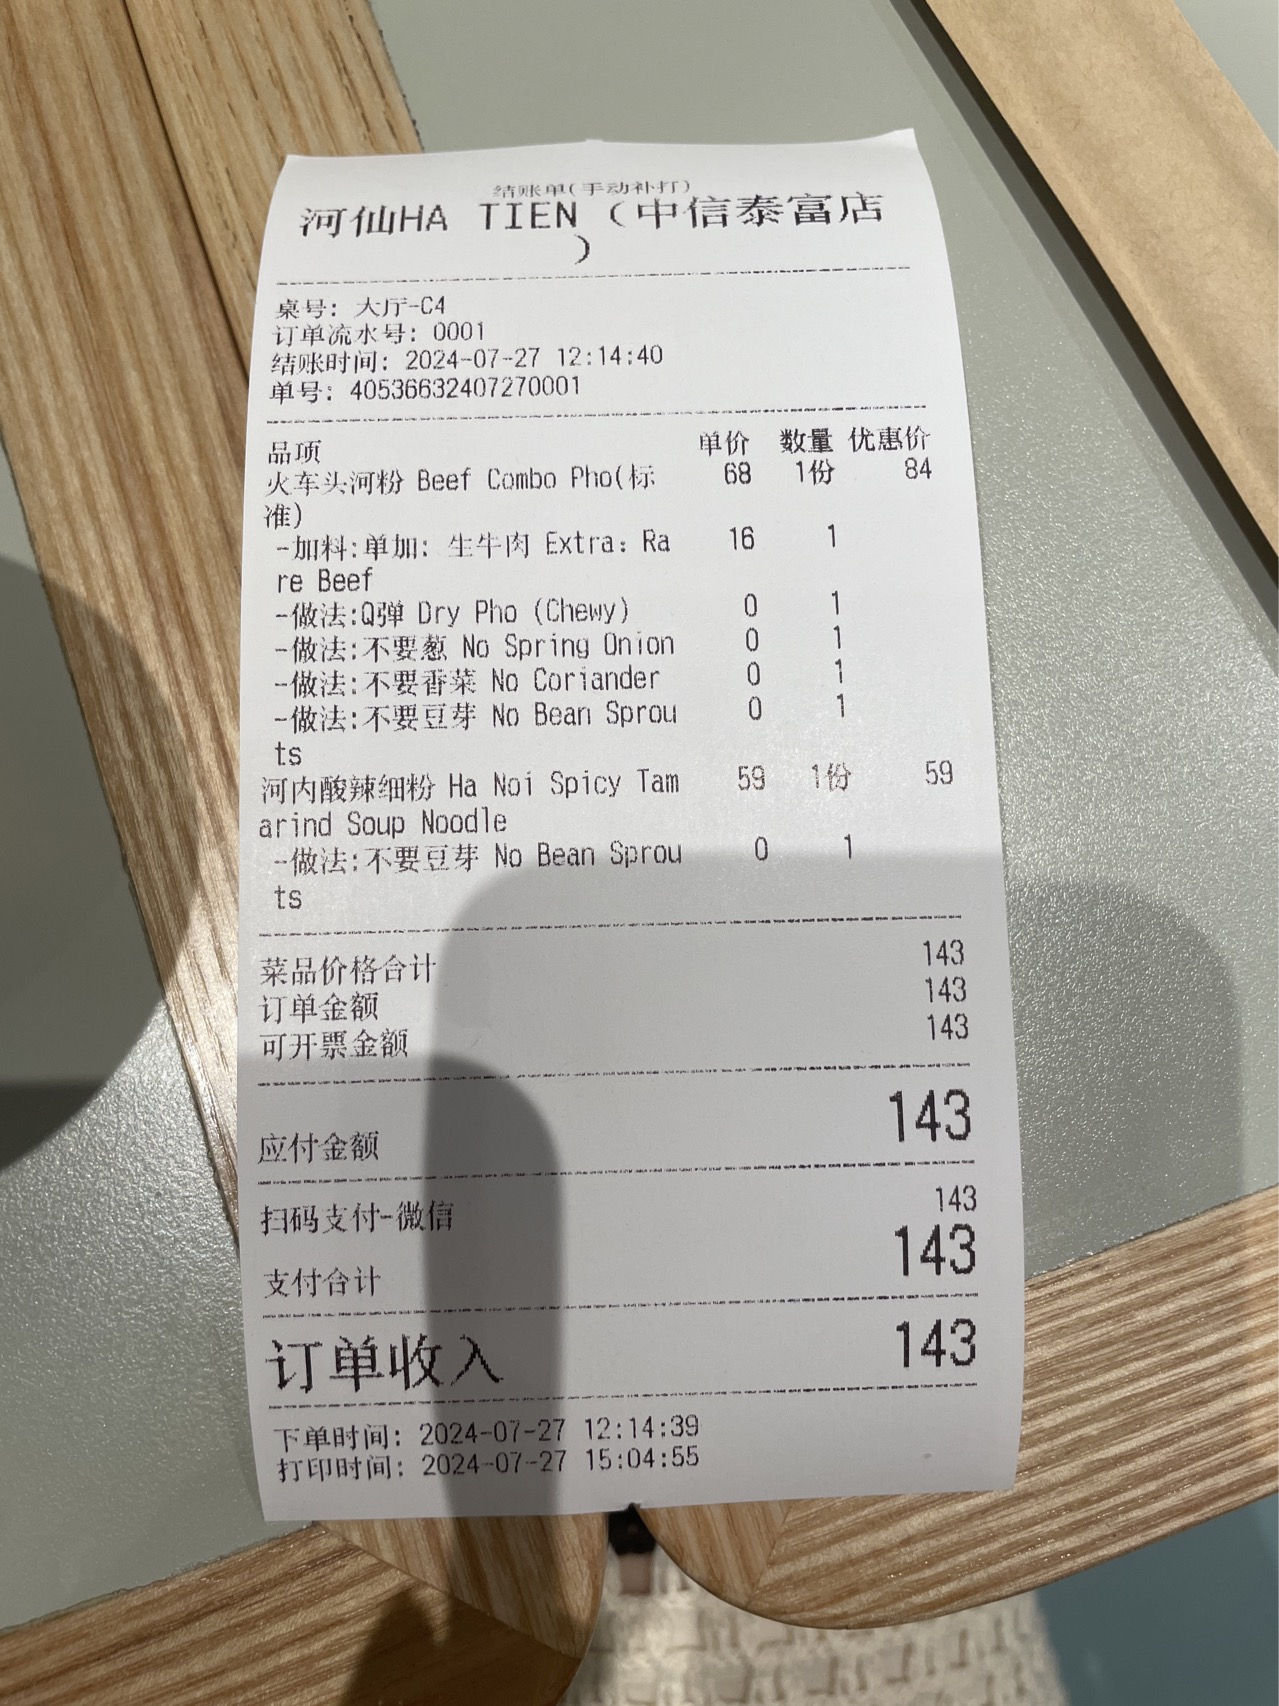 结账单(手动补打)
河仙HA TIEN（中信泰富店
）
桌号: 大厅-C4
订单流水号: 0001
结账时间: 2024-07-27 12:14:40
单号: 40536632407270001
品项 单价 数量 优惠价
火车头河粉 Beef Combo Pho(标 68 1份 84
准)
-加料:单加: 生牛肉 Extra: Ra 16 1
re Beef
-做法:Q弹 Dry Pho (Chewy) 0 1
-做法:不要葱 No Spring Onion 0 1
-做法:不要香菜 No Coriander 0 1
-做法:不要豆芽 No Bean Sprou 0 1
ts
河内酸辣细粉 Ha Noi Spicy Tam 59 1份 59
arind Soup Noodle
-做法:不要豆芽 No Bean Sprou 0 1
ts
菜品价格合计 143
订单金额 143
可开票金额 143
应付金额 143
扫码支付-微信 143
支付合计 143
订单收入 143
下单时间: 2024-07-27 12:14:39
打印时间: 2024-07-27 15:04:55